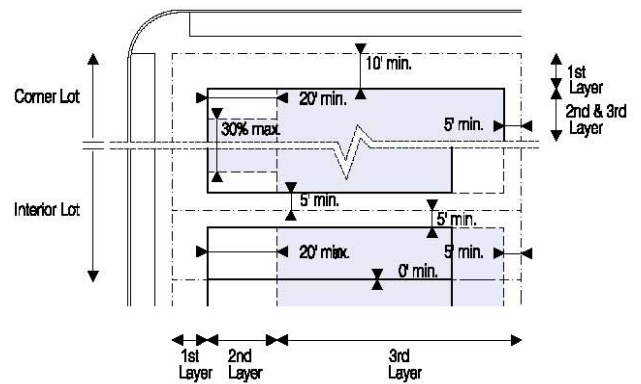 10' min.
1st
Layer
Corner Lot
20' min.
2nd & 3rd
Layer
5' min.
30% max.
5' min.
Interior Lot
5' min.
20' max.
5' min.
0' min.
1st
Layer
2nd
Layer
3rd
Layer